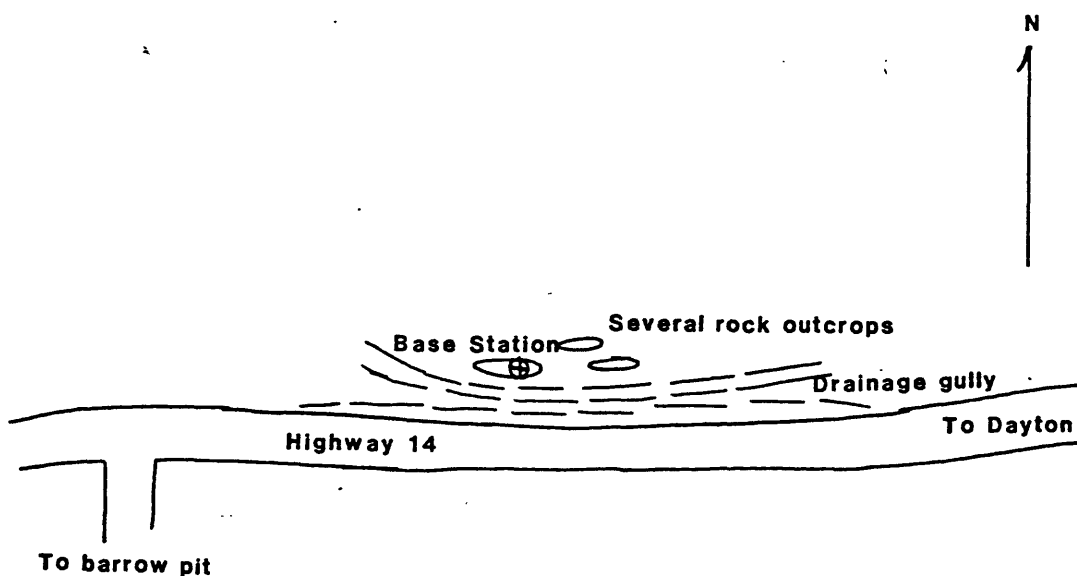 N
Several rock outcrops
Base Station
Drainage gully
To Dayton
Highway 14
To barrow pit